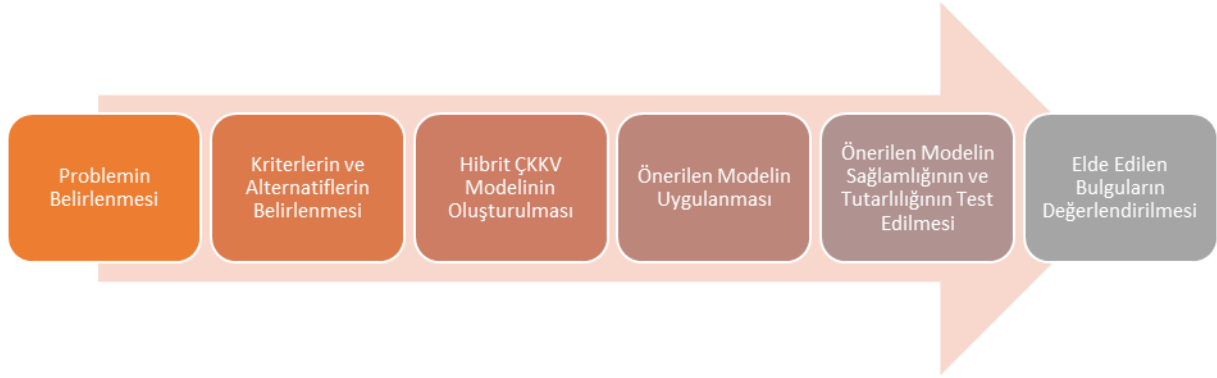 Problemin
Belirlenmesi
Kriterlerin ve
Alternatiflerin
Belirlenmesi
Hibrit ÇKKV
Modelinin
Oluşturulması
Önerilen Modelin
Uygulanması
Önerilen Modelin
Sağlamlığının ve
Tutarlılığının Test
Edilmesi
Elde Edilen
Bulguların
Değerlendirilmesi